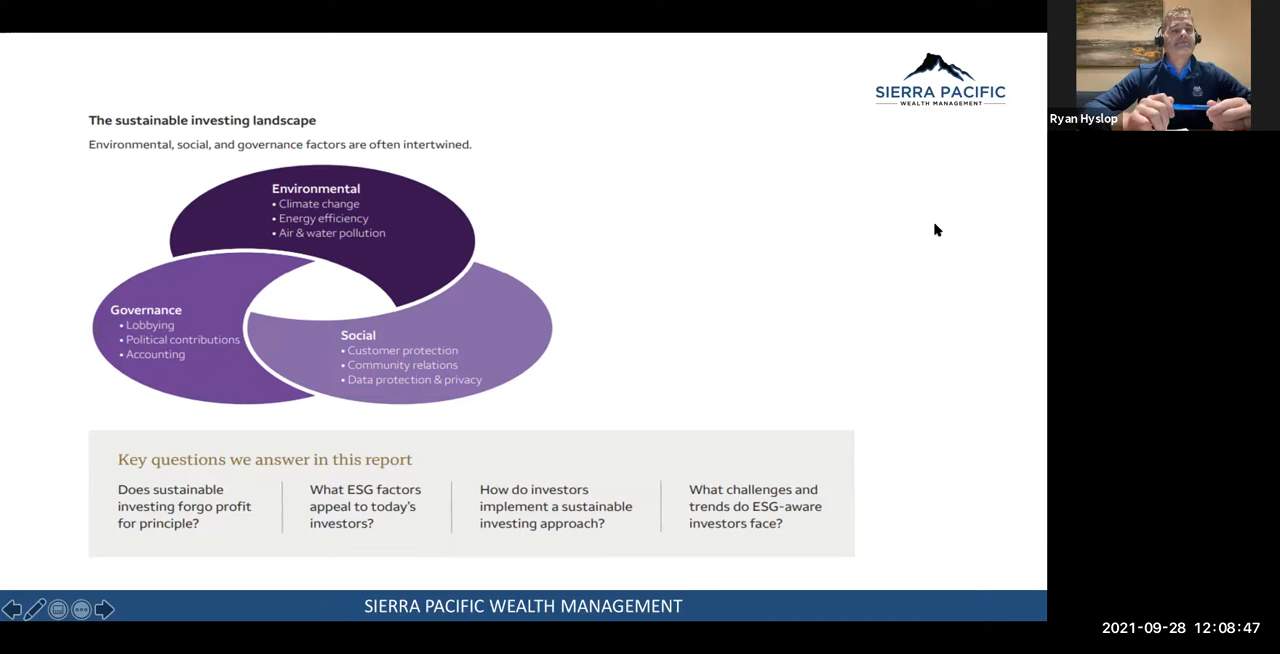 SIERRA PACIFIC
WEALTH MANAGEMENT
Ryan Hyslop
The sustainable investing landscape
Environmental, social, and governance factors are often intertwined.
Environmental
• Climate change
• Energy efficiency
• Air & water pollution
Governance
• Lobbying
• Political contributions
• Accounting
Social
• Customer protection
• Community relations
• Data protection & privacy
Key questions we answer in this report
Does sustainable
investing forgo profit
for principle?
What ESG factors
appeal to today's
investors?
How do investors
implement a sustainable
investing approach?
What challenges and
trends do ESG-aware
investors face?
SIERRA PACIFIC WEALTH MANAGEMENT
2021-09-28 12:08:47